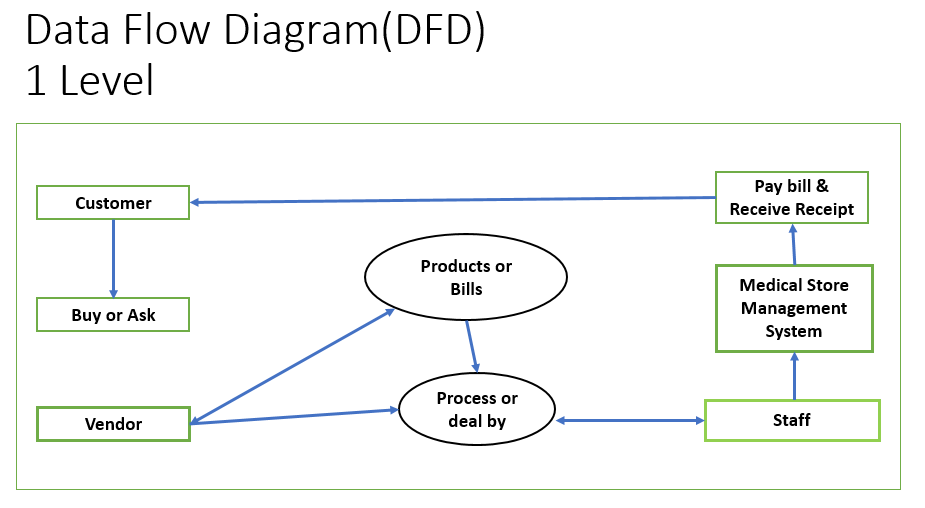 Data Flow Diagram(DFD)
1 Level
Customer
Pay bill &
Receive Receipt
Products or
Bills
Medical Store
Management
System
Buy or Ask
Vendor
Process or
deal by
Staff